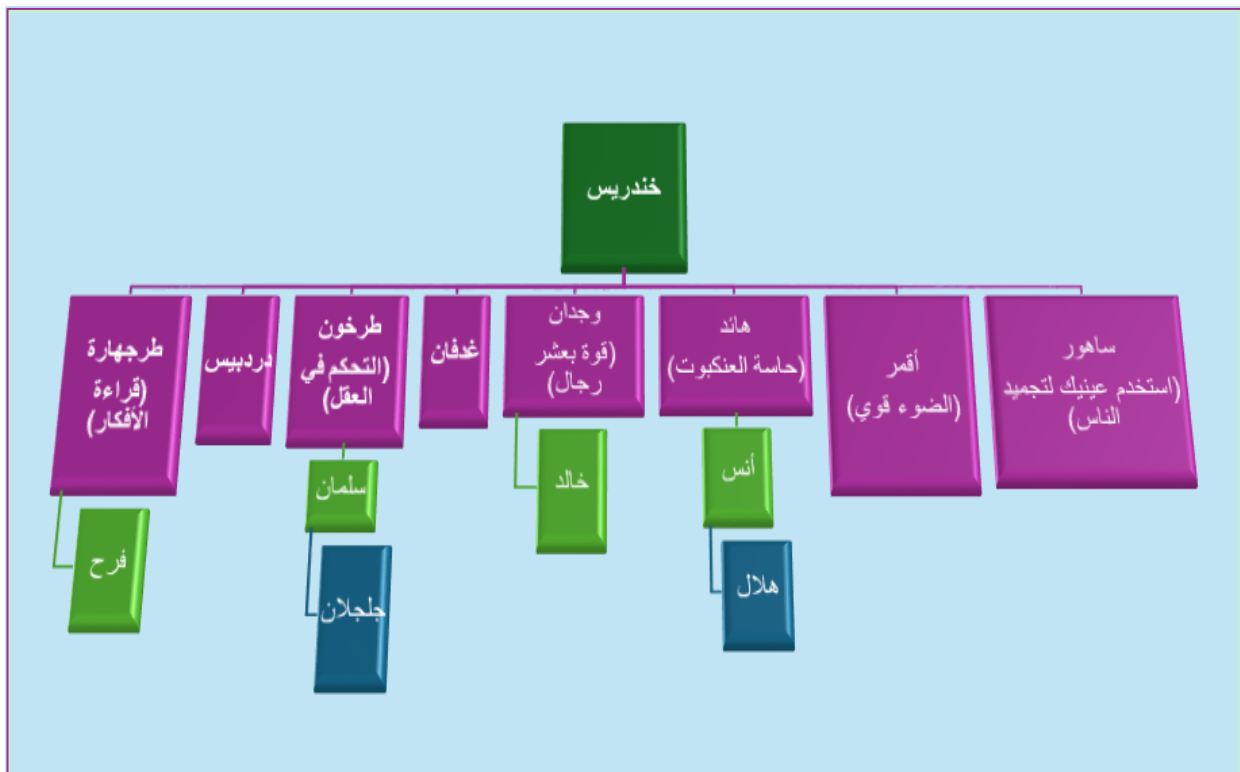 خندريس
ساهور
(استخدم عينيك لتجميد
الناس)
أقمر
(الضوء قوي)
هائد
(حاسة العنكبوت)
وجدان
(قوة بعشر
رجال)
غدفان
طرخون
(التحكم في
العقل)
دردبيس
طرجهارة
(قراءة
الأفكار)
أنس
خالد
سلمان
فرح
هلال
جلجلان